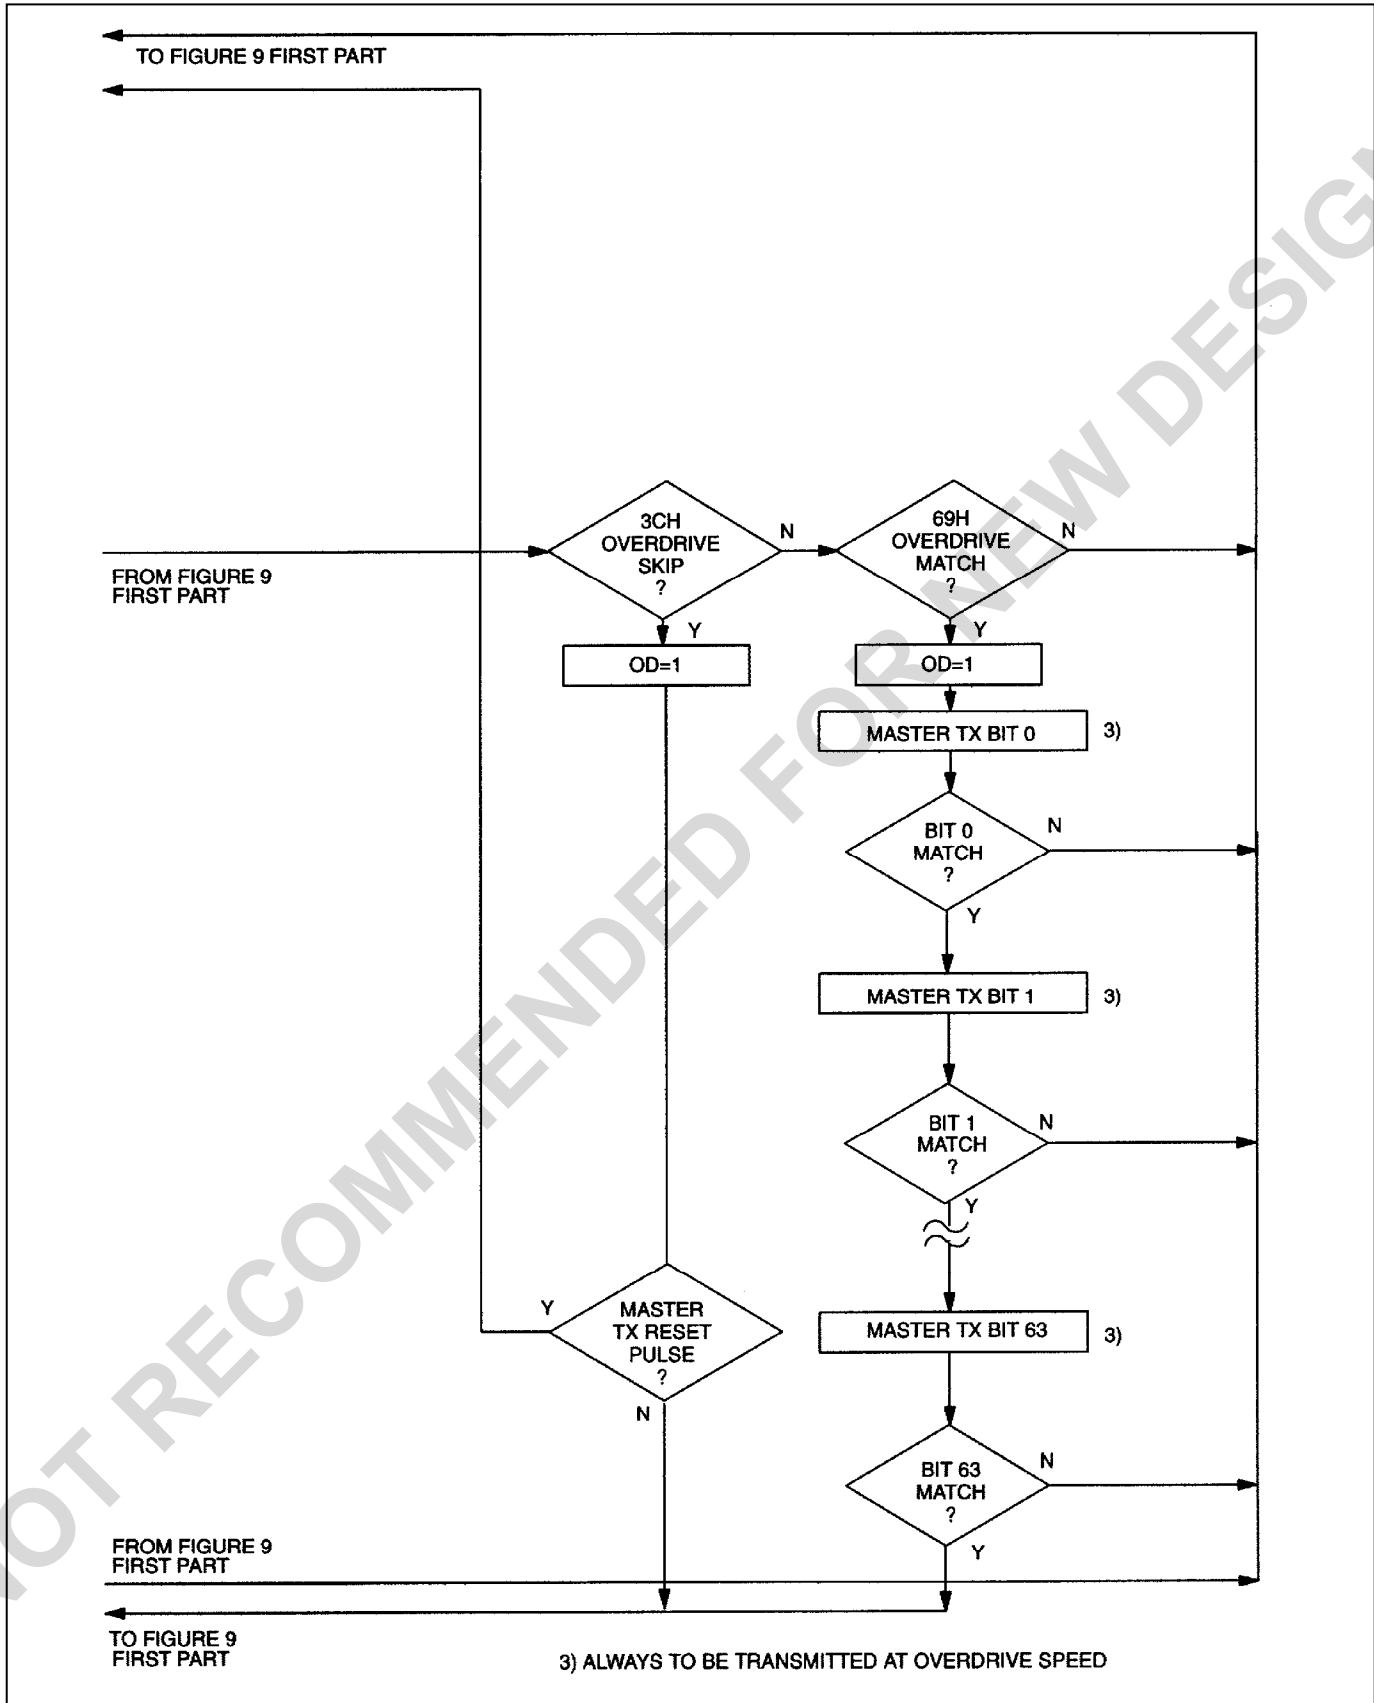 TO FIGURE 9 FIRST PART
3CH
OVERDRIVE
SKIP
?
N
69H
OVERDRIVE
MATCH
?
N
FROM FIGURE 9
FIRST PART
Y
Y
OD=1
OD=1
MASTER TX BIT 0
3)
BIT 0
MATCH
?
N
Y
MASTER TX BIT 1
3)
BIT 1
MATCH
?
N
Y
Y
MASTER
TX RESET
PULSE
?
N
MASTER TX BIT 63
3)
BIT 63
MATCH
?
N
Y
FROM FIGURE 9
FIRST PART
TO FIGURE 9
FIRST PART
3) ALWAYS TO BE TRANSMITTED AT OVERDRIVE SPEED
NOT RECOMMENDED FOR NEW DESIGN